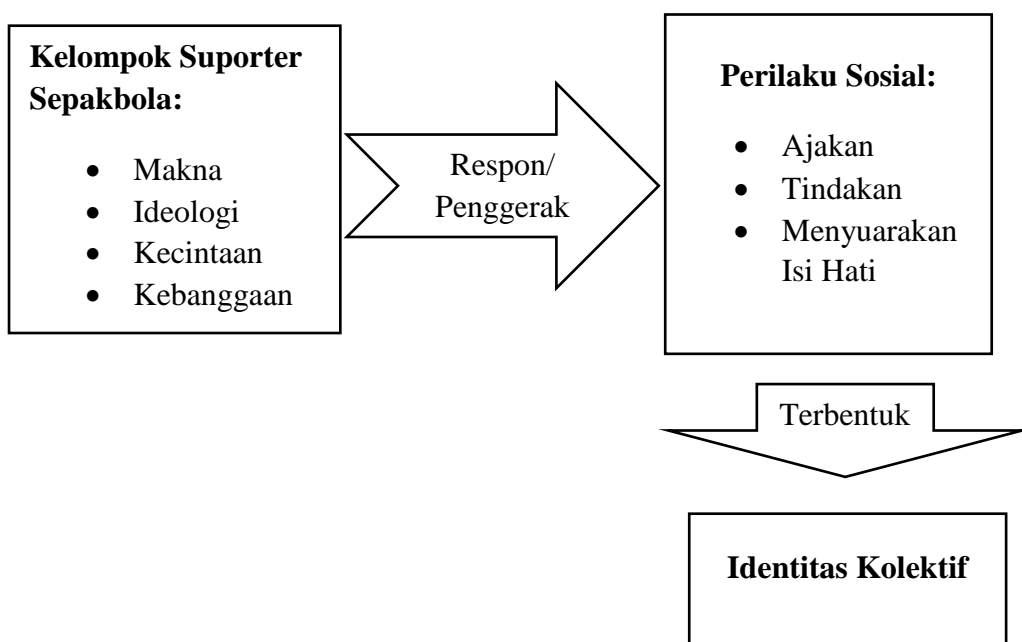 Kelompok Suporter
Sepakbola:
• Makna
• Ideologi
• Kecintaan
• Kebanggaan
Respon/
Penggerak
Perilaku Sosial:
• Ajakan
• Tindakan
• Menyuarakan
Isi Hati
Terbentuk
Identitas Kolektif